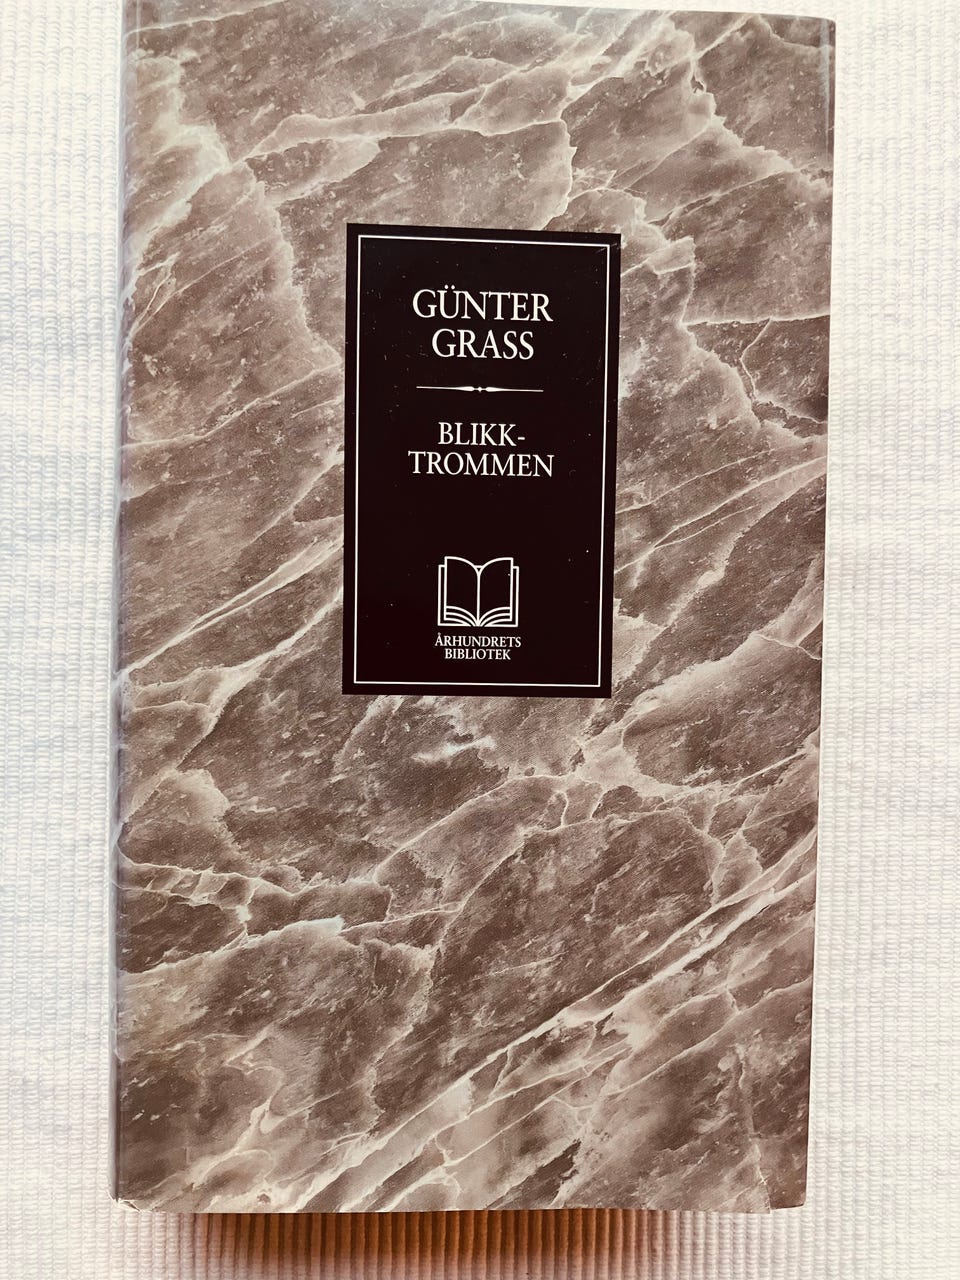 GÜNTER
GRASS
BLIKK-
TROMMEN
ÅRHUNDRETS
BIBLIOTEK